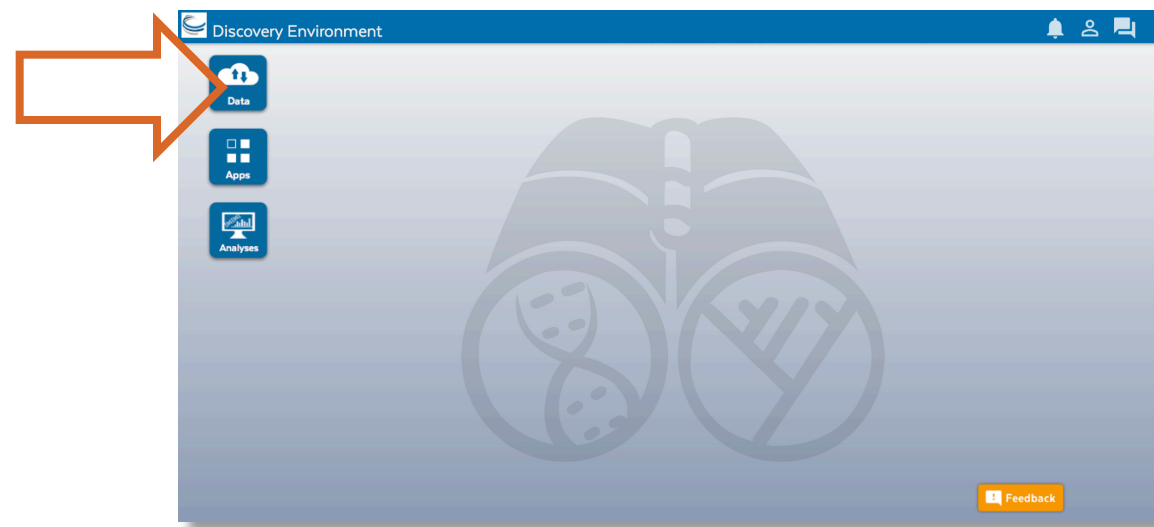 Discovery Environment
Data
Apps
Analyses
Feedback